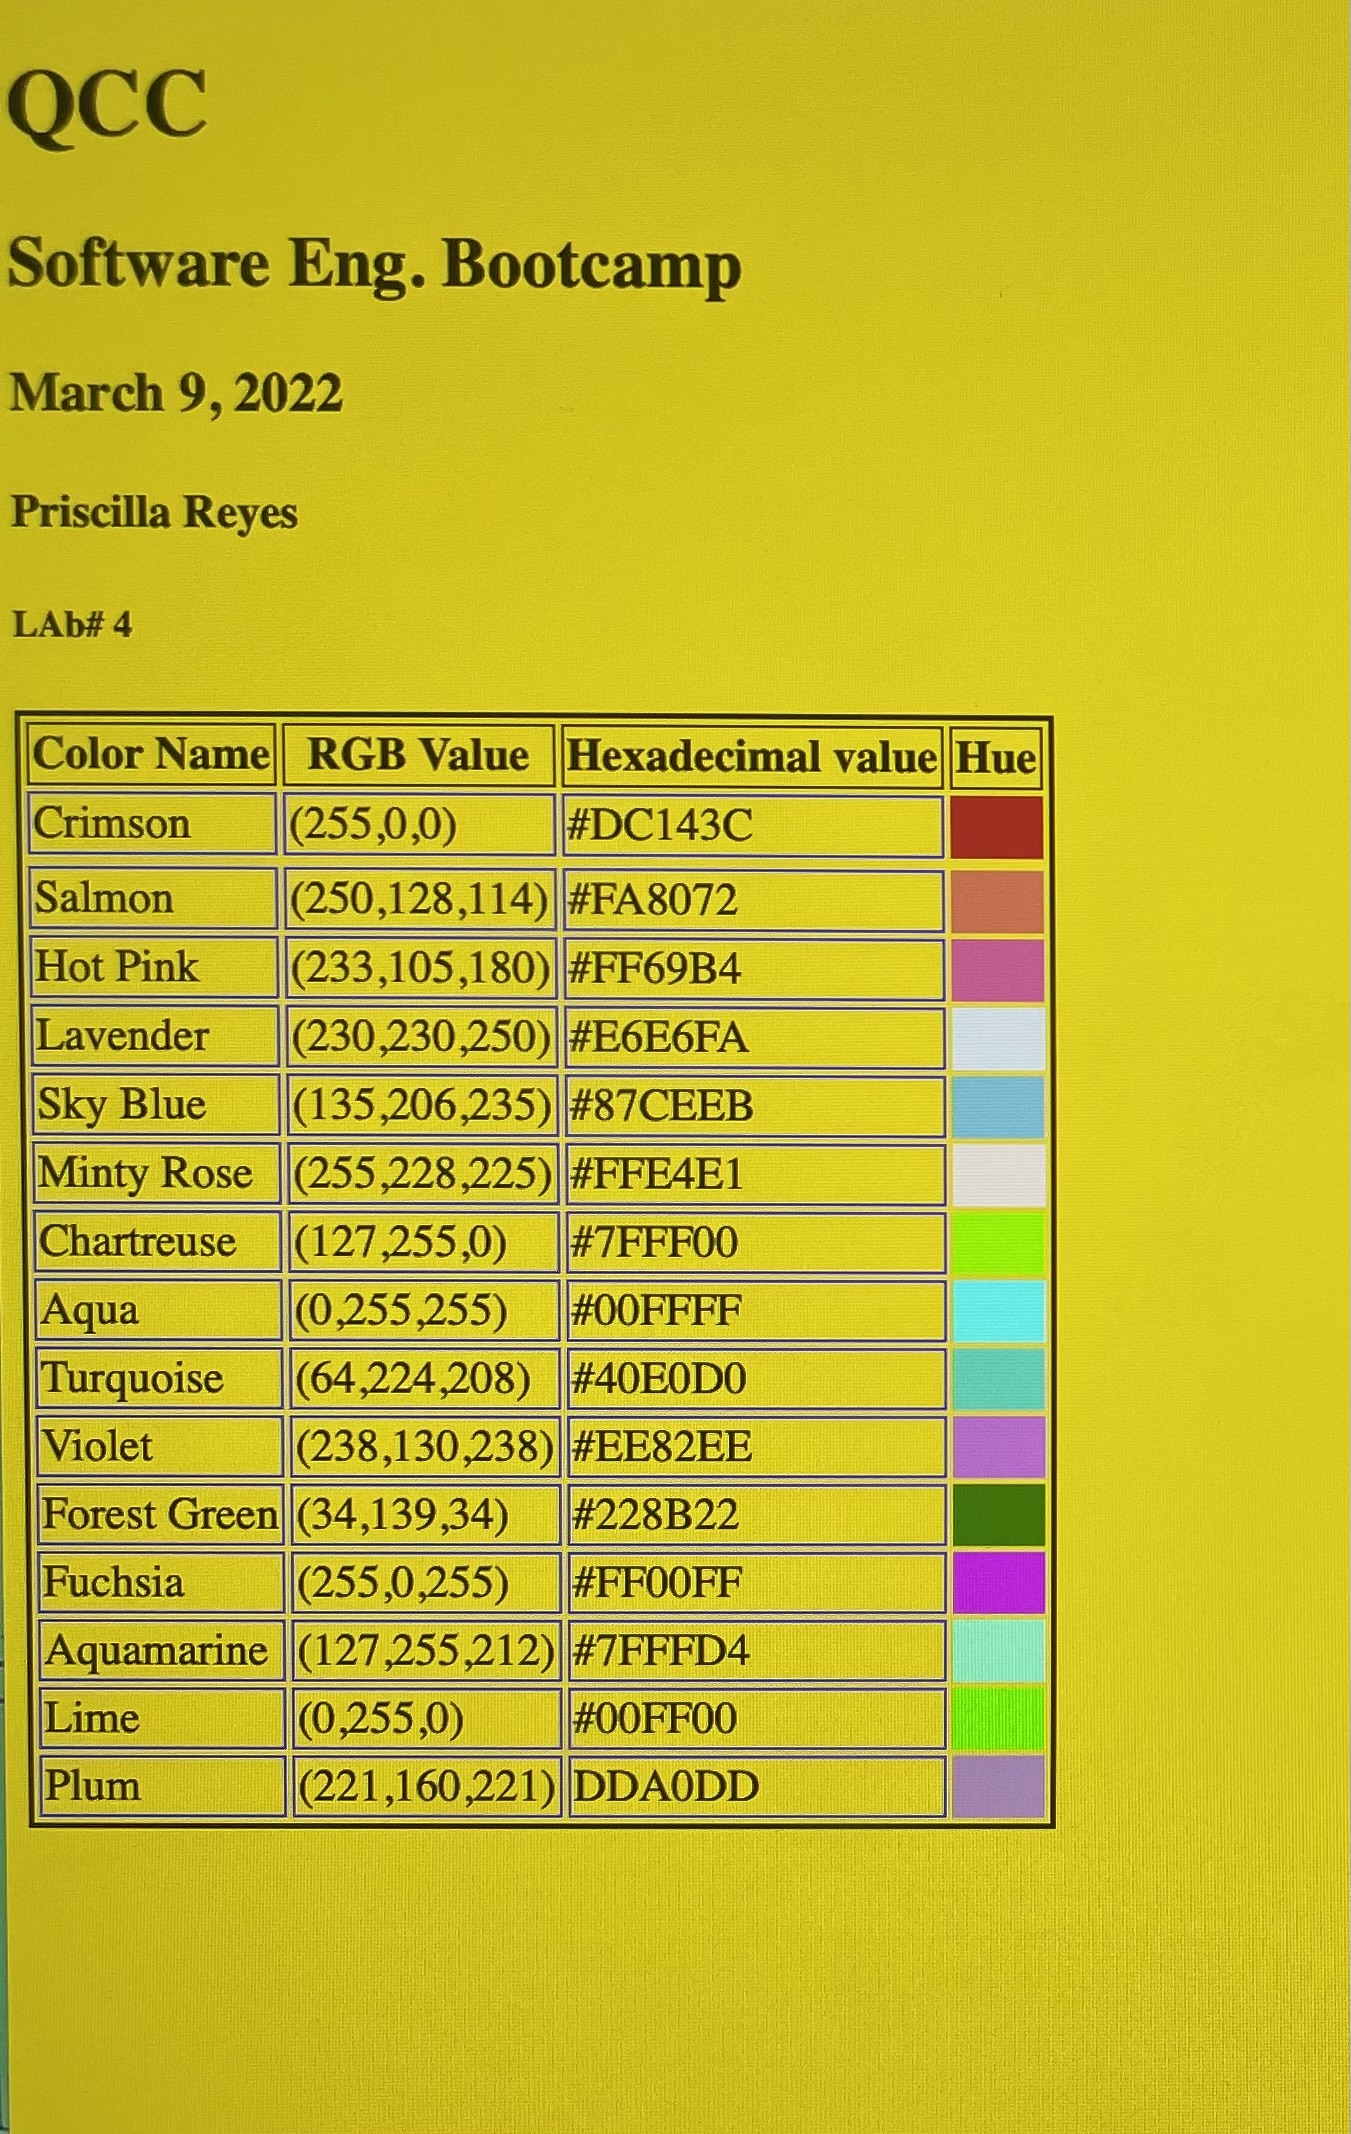 QCC
Software Eng. Bootcamp
March 9, 2022
Priscilla Reyes
LAb# 4
Color Name RGB Value Hexadecimal value Hue
Crimson (255,0,0) #DC143C
Salmon (250,128,114) #FA8072
Hot Pink (233,105,180) #FF69B4
Lavender (230,230,250) #E6E6FA
Sky Blue (135,206,235) #87CEEB
Minty Rose (255,228,225) #FFE4E1
Chartreuse (127,255,0) #7FFF00
Aqua (0,255,255) #00FFFF
Turquoise (64,224,208) #40E0D0
Violet (238,130,238) #EE82EE
Forest Green (34,139,34) #228B22
Fuchsia (255,0,255) #FF00FF
Aquamarine (127,255,212) #7FFFD4
Lime (0,255,0) #00FF00
Plum (221,160,221) DDA0DD